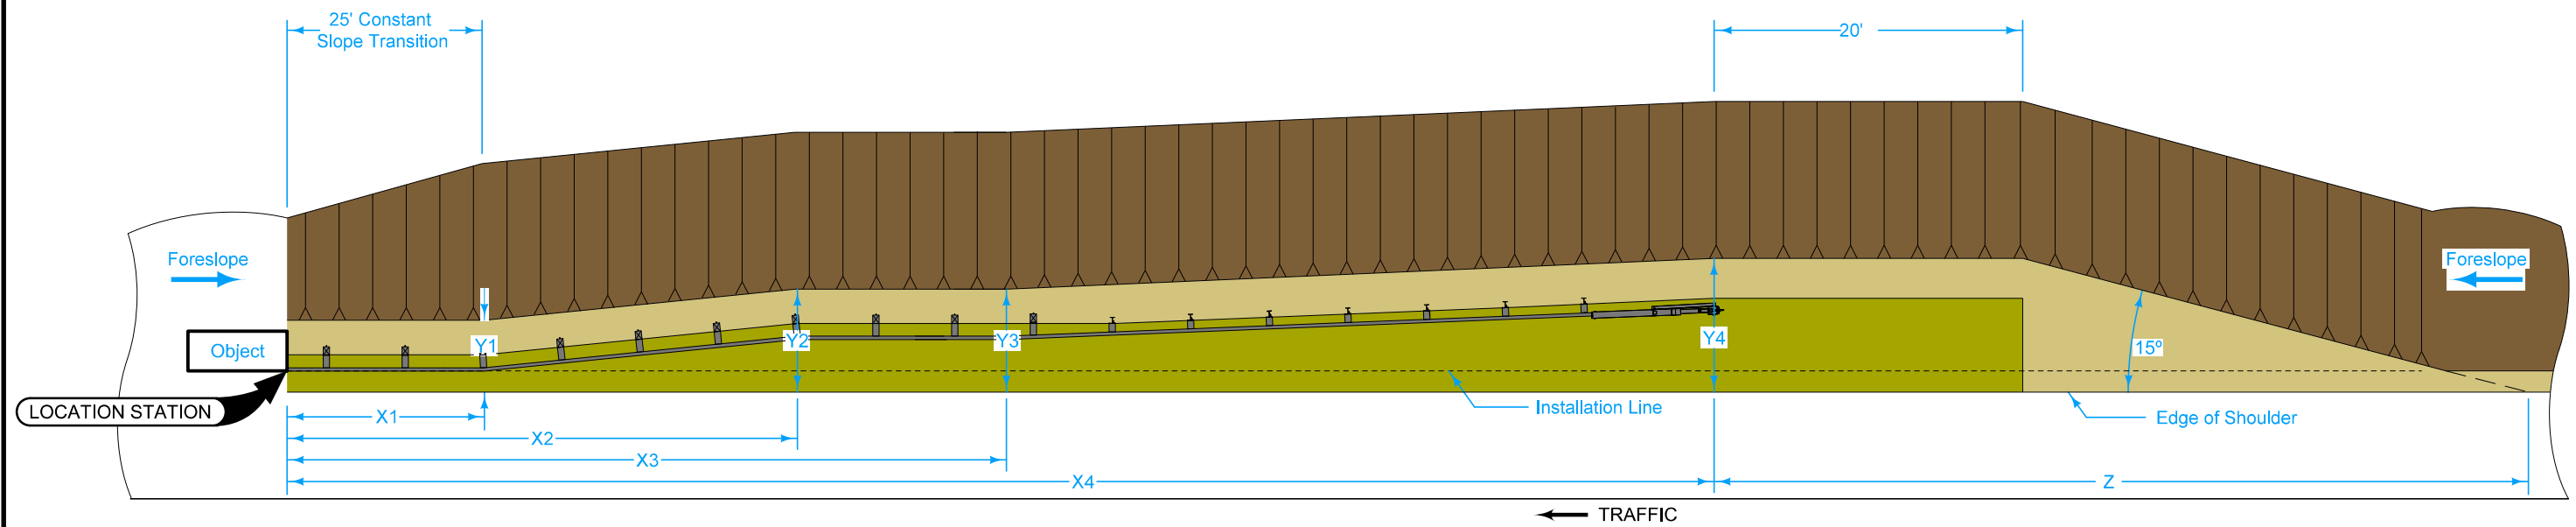 25' Constant
Slope Transition
20'
Foreslope
Foreslope
Object
Y1
Y2
Y3
Y4
15º
LOCATION STATION
Installation Line
Edge of Shoulder
X1
X2
X3
X4
Z
TRAFFIC